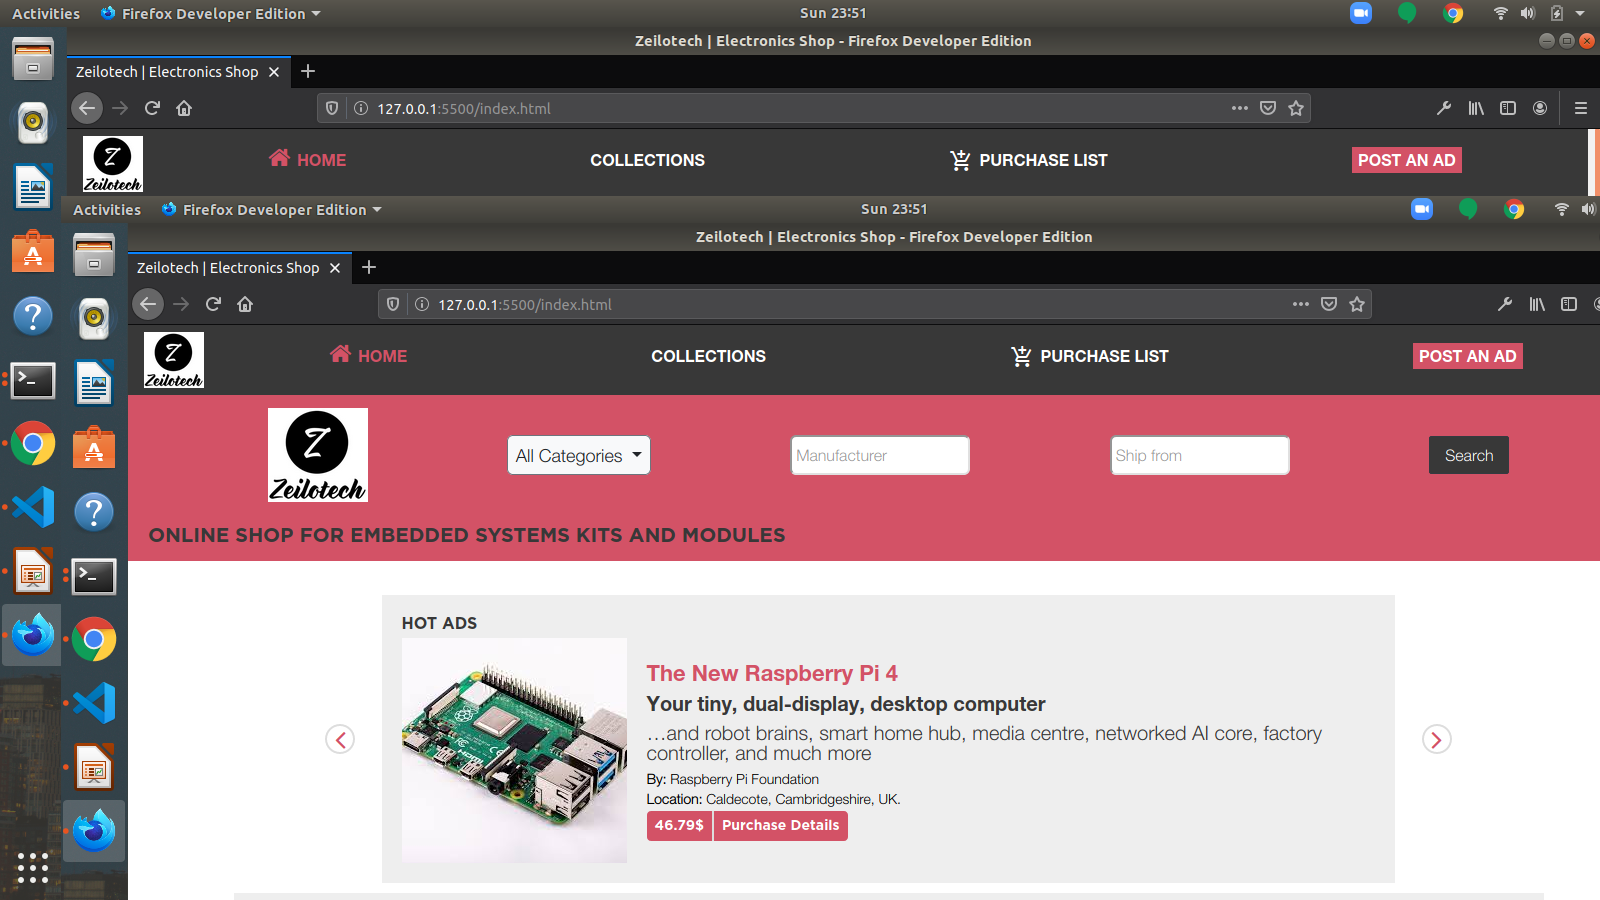 Activities Firefox Developer Edition Sun 23:51
Zeilotech | Electronics Shop - Firefox Developer Edition
Zeilotech | Electronics Shop
127.0.0.1:5500/index.html
Z
Zeilotech
HOME COLLECTIONS PURCHASE LIST POST AN AD
Activities Firefox Developer Edition Sun 23:51
Zeilotech | Electronics Shop - Firefox Developer Edition
Zeilotech | Electronics Shop
127.0.0.1:5500/index.html
Z
Zeilotech
HOME COLLECTIONS PURCHASE LIST POST AN AD
Z
Zeilotech
All Categories Manufacturer Ship from Search
ONLINE SHOP FOR EMBEDDED SYSTEMS KITS AND MODULES
HOT ADS
The New Raspberry Pi 4
Your tiny, dual-display, desktop computer
...and robot brains, smart home hub, media centre, networked AI core, factory
controller, and much more
By: Raspberry Pi Foundation
Location: Caldecote, Cambridgeshire, UK.
46.79$ Purchase Details